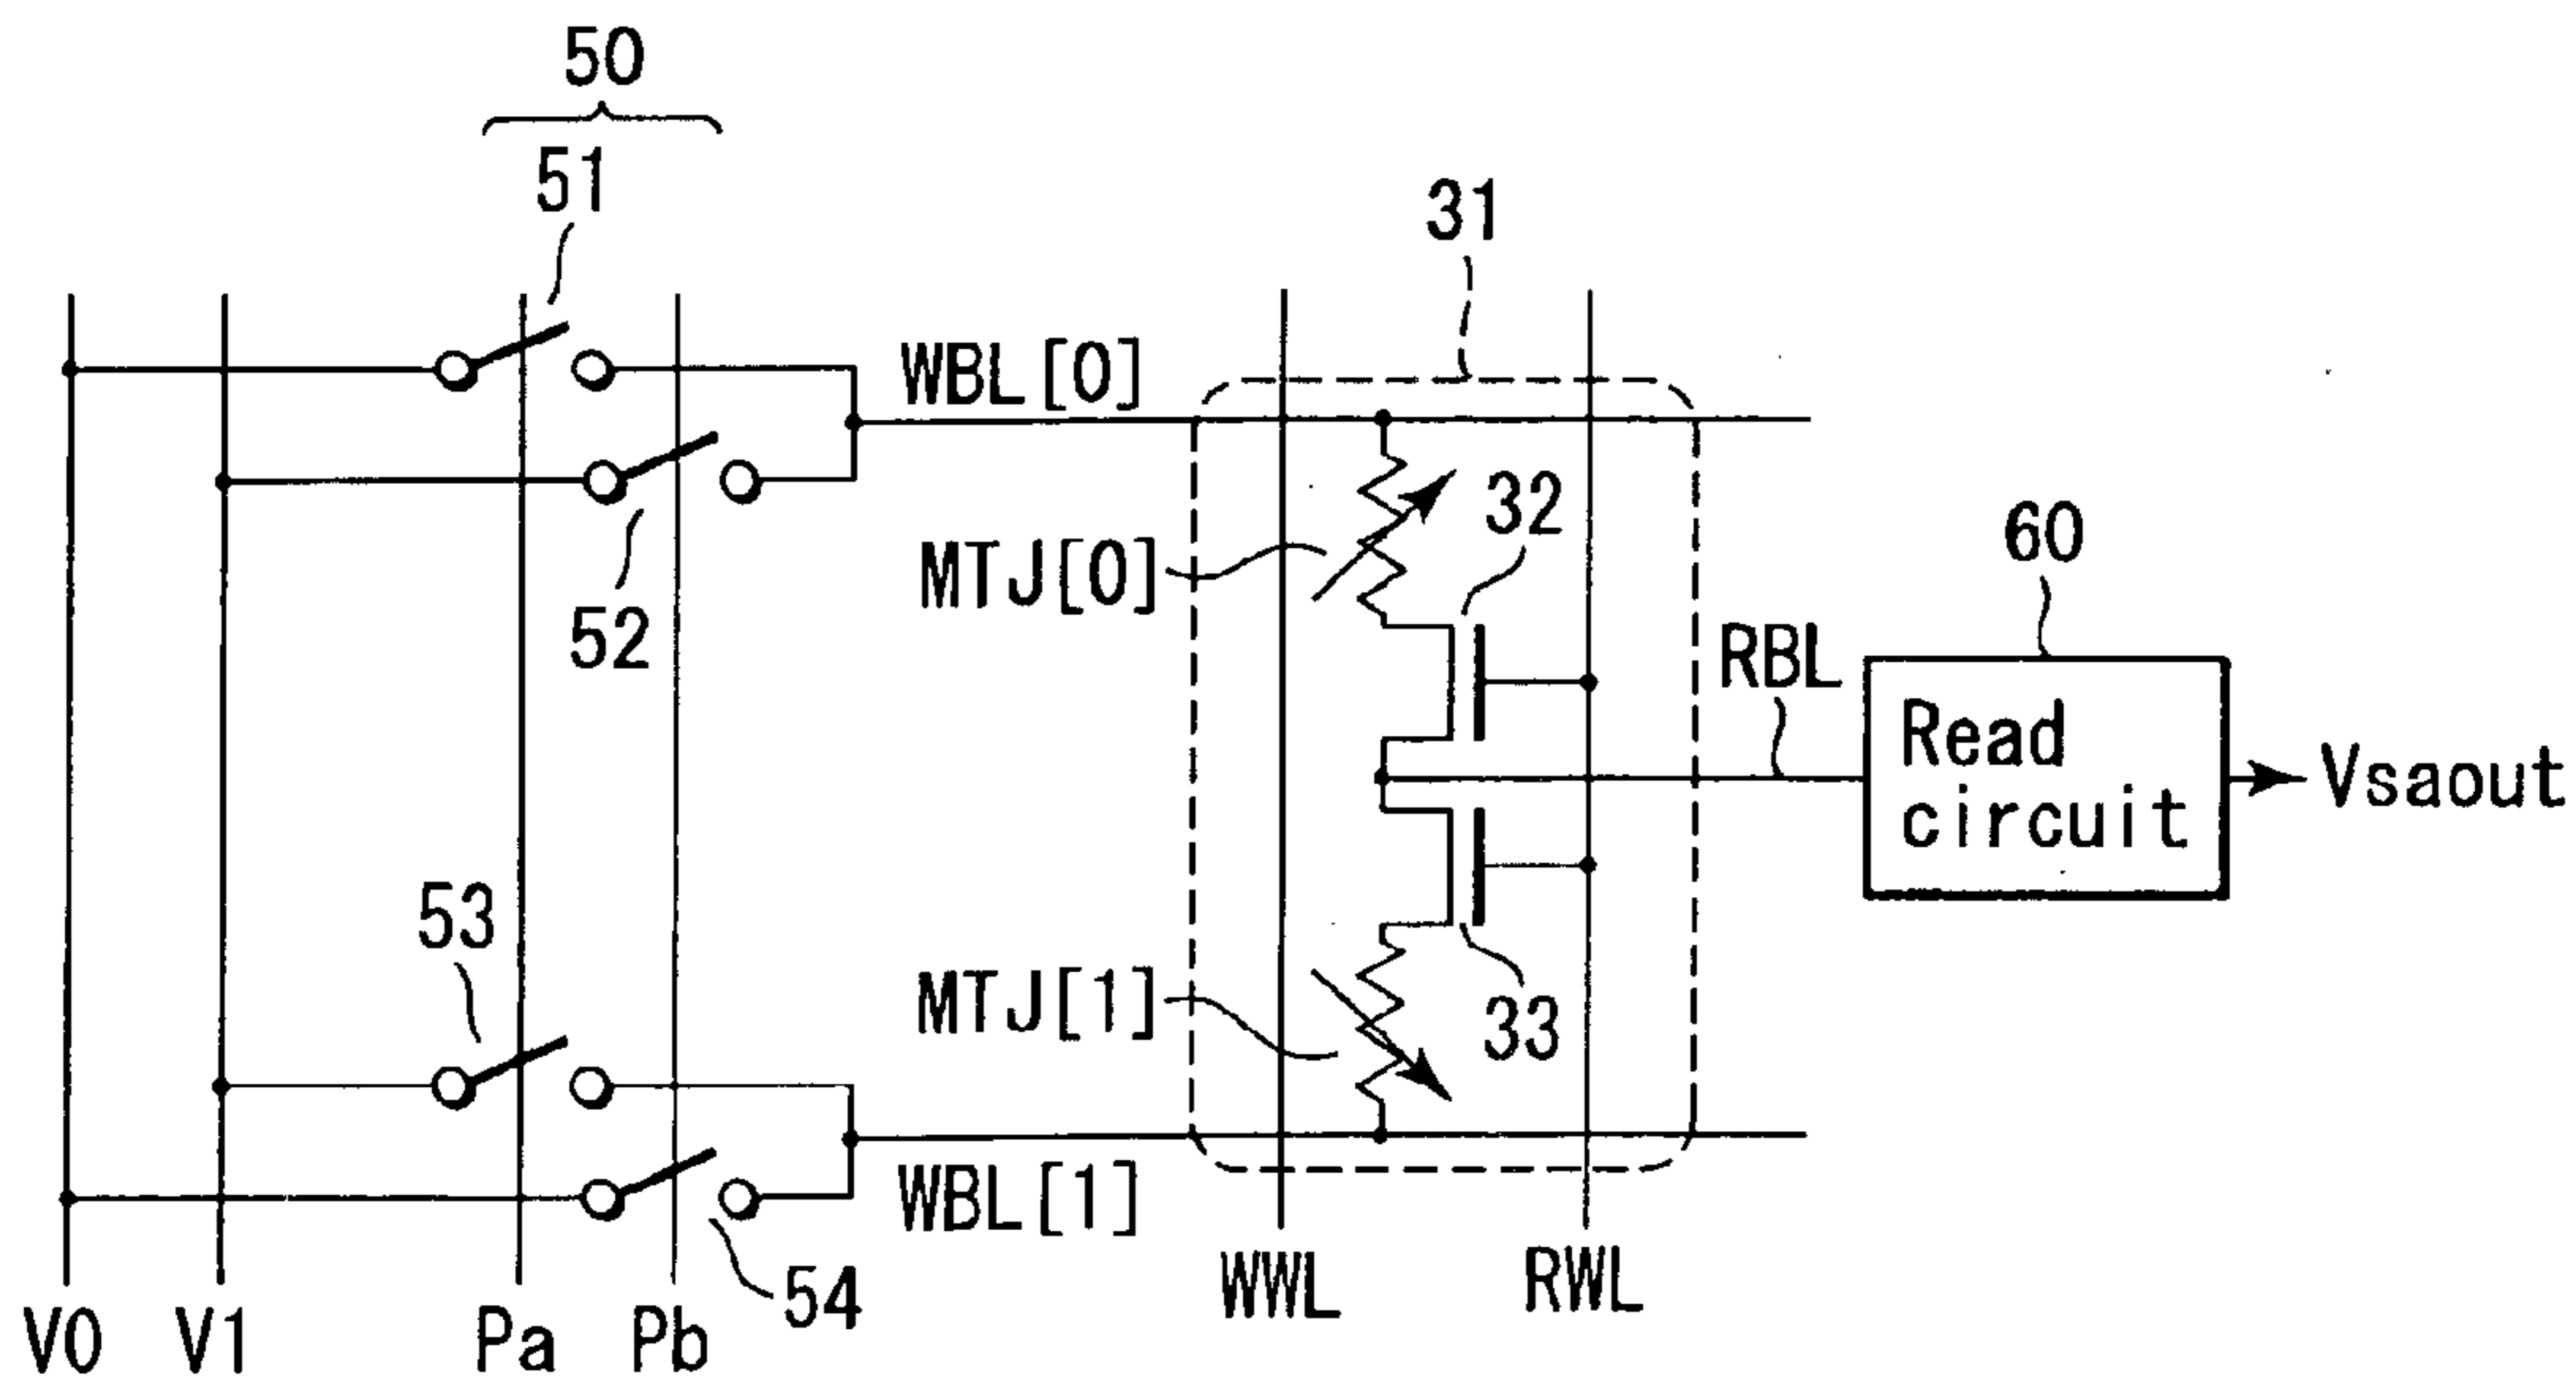 50
51
31
WBL[0]
32
MTJ[0]
60
52
RBL
Read
circuit
Vsaout
53
MTJ[1]
33
WBL[1]
54
WWL
RWL
V0
V1
Pa
Pb